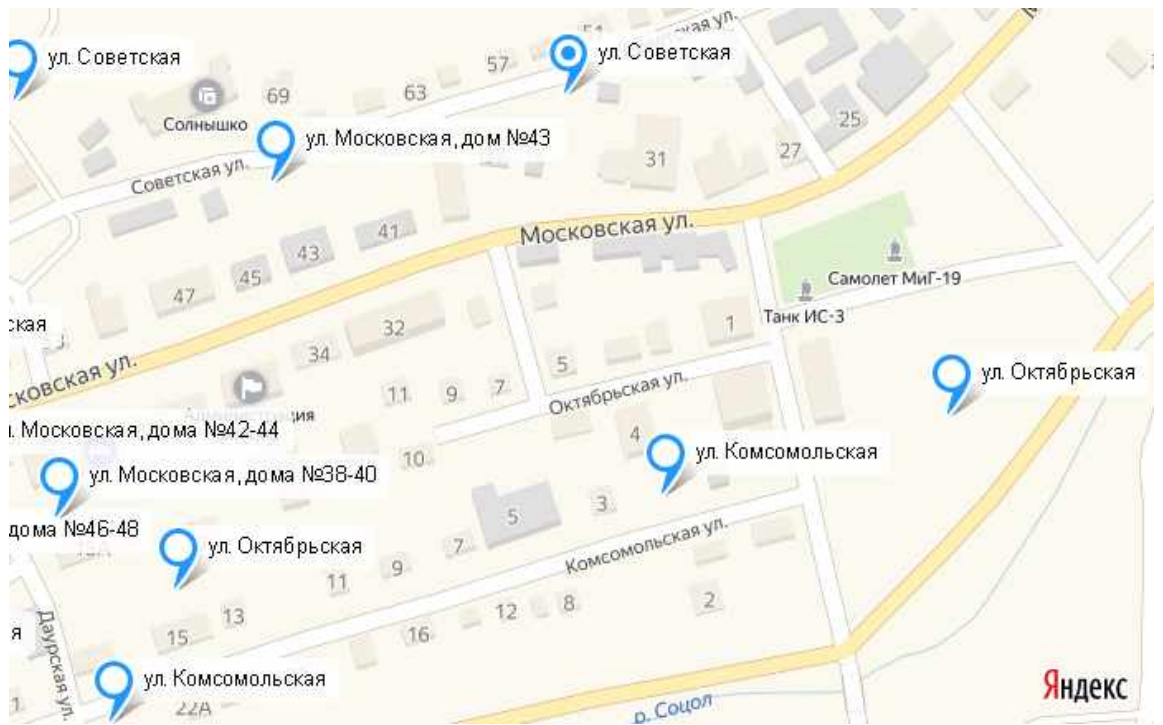 ул. Советская
ул. Советская
51
57
63
69
Солнышко
ул. Московская, дом №43
Советская ул.
25
27
31
Московская ул.
41
43
45
47
Самолет МиГ-19
Танк ИС-3
ская
32
1
34
5
Октябрьская ул.
11
9
7
ул. Октябрьская
Московская, дома №42-44
4
10
ул. Комсомольская
ул. Московская, дома №38-40
5
3
дома №46-48
ул. Октябрьская
7
9
11
Комсомольская ул.
13
15
16
12
8
2
я
Даурская ул.
ул. Комсомольская
22А
1
р. Соцол
Яндекс